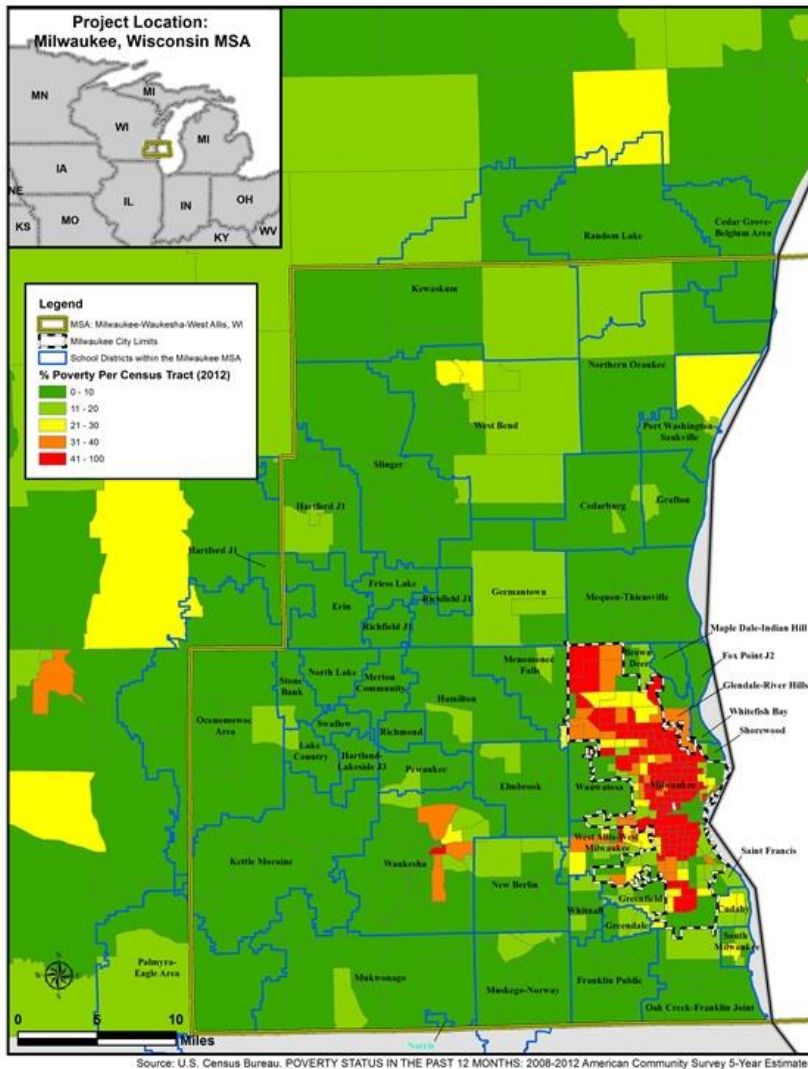 Project Location:
Milwaukee, Wisconsin MSA
MN
WI
MI
MI
IA
NE
IL
IN
OH
KS
MO
KY
WV
Legend
MSA: Milwaukee-Waukesha-West Allis, WI
Milwaukee City Limits
School Districts within the Milwaukee MSA
% Poverty Per Census Tract (2012)
0 - 10
11 - 20
21 - 30
31 - 40
41 - 100
Random Lake
Cedar Grove-
Belgium Area
Kewaskum
Northern Ozaukee
West Bend
Port Washington-
Saukville
Slinger
Hartford J1
Cedarburg
Grafton
Hartford J1
Friess Lake
Erin
Richfield J1
Richfield J1
Germantown
Mequon-Thiensville
Maple Dale-Indian Hill
Fox Point J2
Glendale-River Hills
Whitefish Bay
Shorewood
Brown
Deer
Menomonee
Falls
Stone
Bank
North Lake
Merton
Community
Hamilton
Oconomowoc
Area
Swallow
Richmond
Lake
Country
Hartland-
Lakeside J3
Pewaukee
Elmbrook
Wauwatosa
Milwaukee
West Allis-West
Milwaukee
Saint Francis
Kettle Moraine
Waukesha
New Berlin
Whitnall
Greenfield
Greendale
Cudahy
South
Milwaukee
Palmyra-
Eagle Area
Mukwonago
Muskego-Norway
Franklin Public
Oak Creek-Franklin Joint
Norris
N
W
E
S
0 5 10
Miles
Source: U.S. Census Bureau. POVERTY STATUS IN THE PAST 12 MONTHS: 2008-2012 American Community Survey 5-Year Estimate